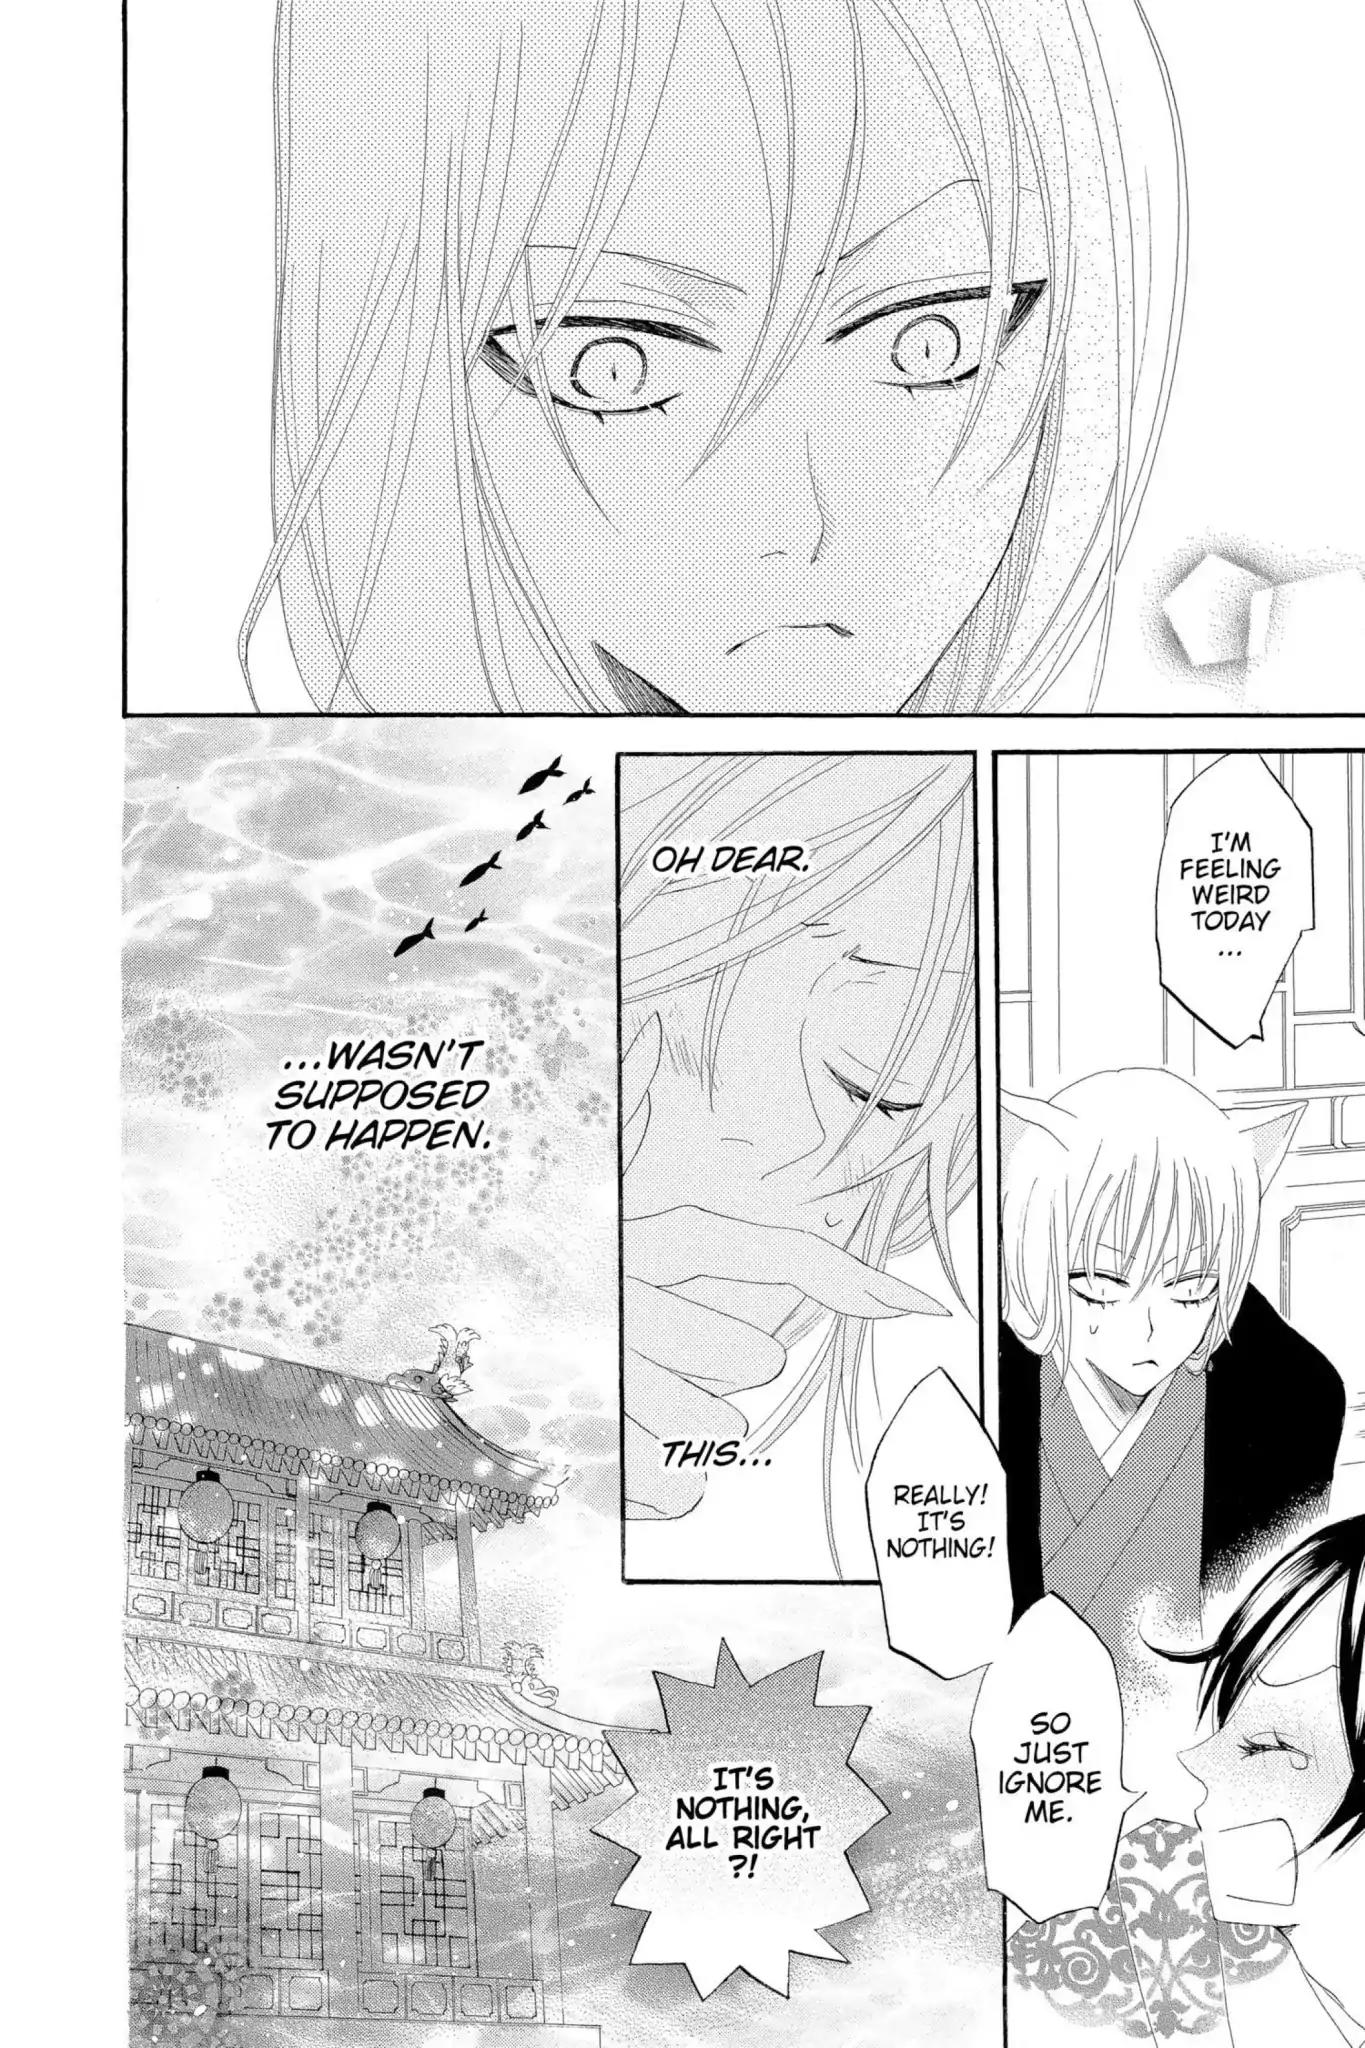 I'M
FEELING
WEIRD
TODAY
...
REALLY!
IT'S
NOTHING!
SO
JUST
IGNORE
ME.
OH DEAR.
THIS...
...WASN'T
SUPPOSED
TO HAPPEN.
IT'S
NOTHING,
ALL RIGHT
?!